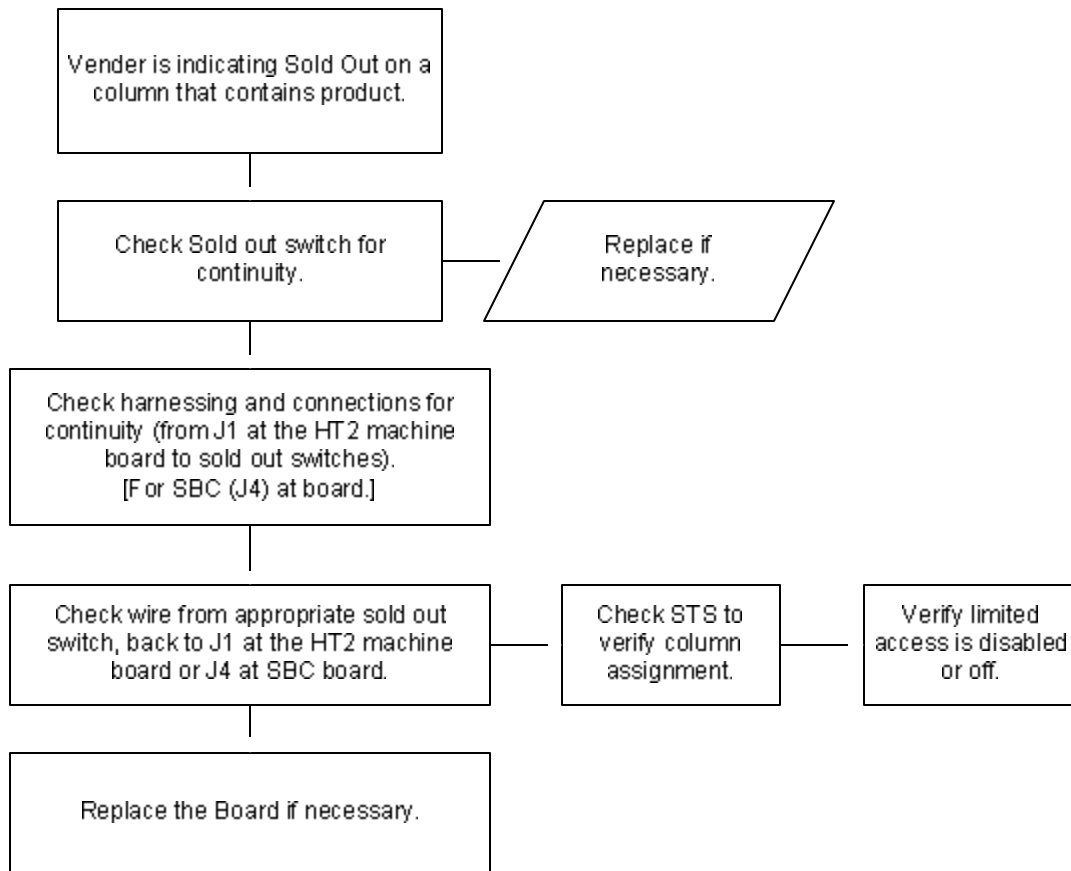 Vender is indicating Sold Out on a
column that contains product.
Check Sold out switch for
continuity.
Replace if
necessary.
Check harnessing and connections for
continuity (from J1 at the HT2 machine
board to sold out switches).
[For SBC (J4) at board.]
Check wire from appropriate sold out
switch, back to J1 at the HT2 machine
board or J4 at SBC board.
Check STS to
verify column
assignment.
Verify limited
access is disabled
or off.
Replace the Board if necessary.